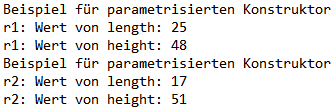 Beispiel für parametrisierten Konstruktor
r1: Wert von length: 25
r1: Wert von height: 48
Beispiel für parametrisierten Konstruktor
r2: Wert von length: 17
r2: Wert von height: 51